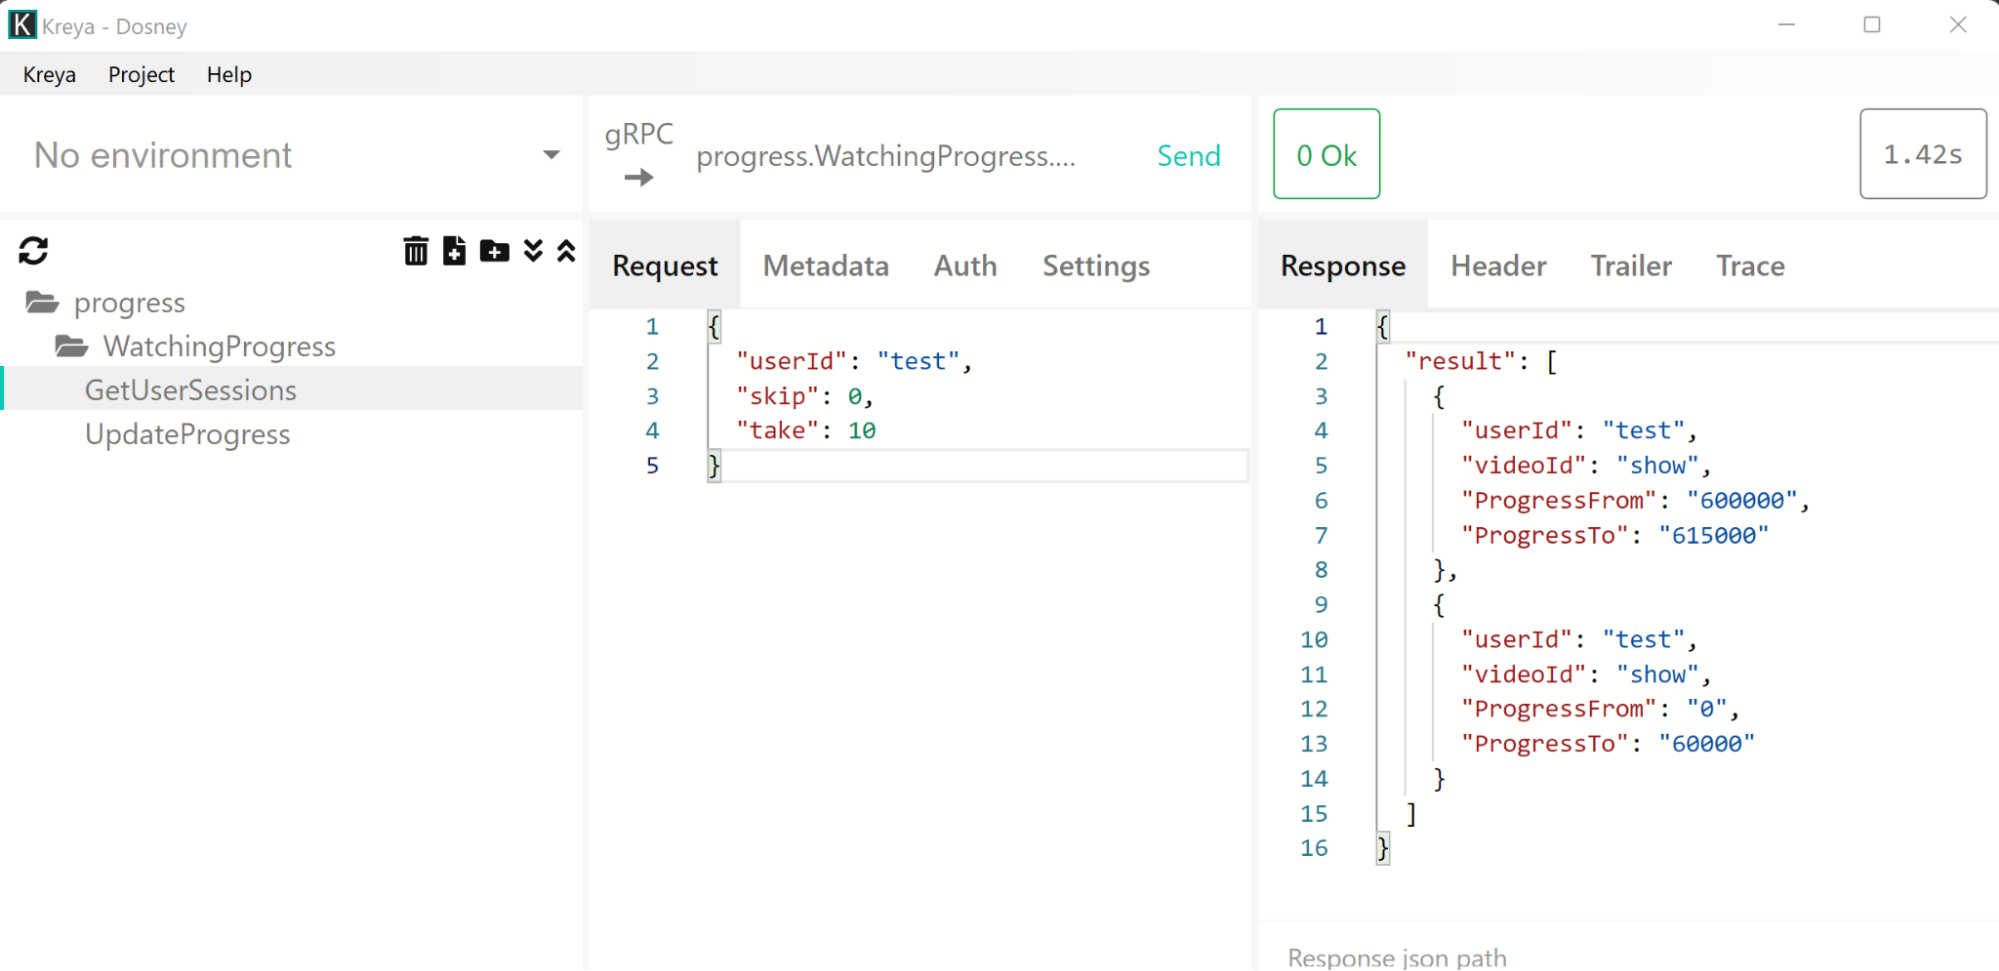 K Kreya - Dosney
Kreya Project Help
No environment
gRPC
progress.WatchingProgress....
Send
0 Ok
1.42s
progress
WatchingProgress
GetUserSessions
UpdateProgress
Request Metadata Auth Settings
1 {
2 "userId": "test",
3 "skip": 0,
4 "take": 10
5 }
Response Header Trailer Trace
1 {
2 "result": [
3 {
4 "userId": "test",
5 "videoId": "show",
6 "ProgressFrom": "600000",
7 "ProgressTo": "615000"
8 },
9 {
10 "userId": "test",
11 "videoId": "show",
12 "ProgressFrom": "0",
13 "ProgressTo": "60000"
14 }
15 ]
16 }
Response json path